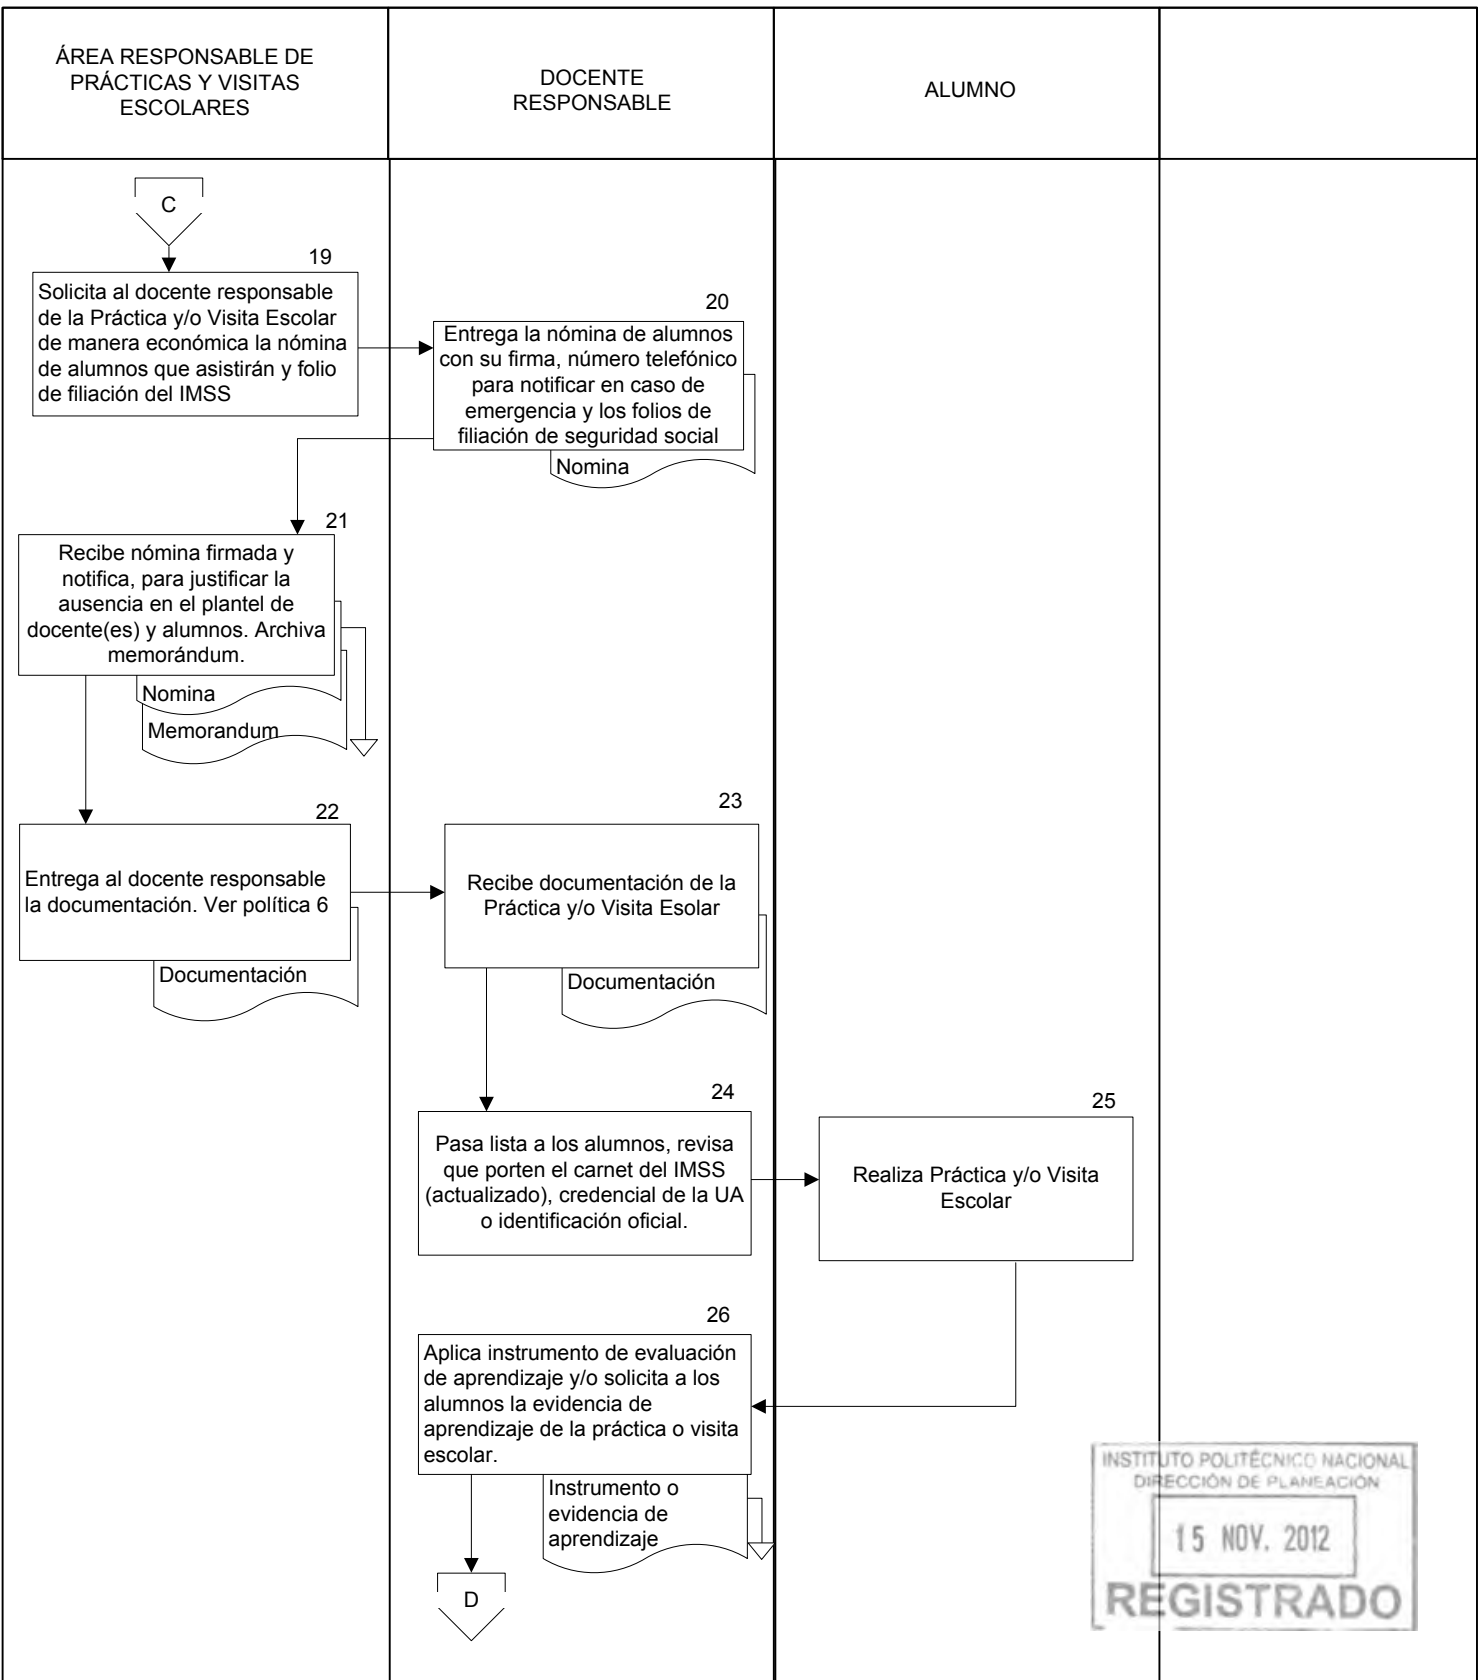 ÁREA RESPONSABLE DE
PRÁCTICAS Y VISITAS
ESCOLARES
DOCENTE
RESPONSABLE
ALUMNO
C
19
Solicita al docente responsable
de la Práctica y/o Visita Escolar
de manera económica la nómina
de alumnos que asistirán y folio
de filiación del IMSS
20
Entrega la nómina de alumnos
con su firma, número telefónico
para notificar en caso de
emergencia y los folios de
filiación de seguridad social
Nomina
21
Recibe nómina firmada y
notifica, para justificar la
ausencia en el plantel de
docente(es) y alumnos. Archiva
memorándum.
Nomina
Memorandum
22
Entrega al docente responsable
la documentación. Ver política 6
Documentación
23
Recibe documentación de la
Práctica y/o Visita Esolar
Documentación
24
Pasa lista a los alumnos, revisa
que porten el carnet del IMSS
(actualizado), credencial de la UA
o identificación oficial.
25
Realiza Práctica y/o Visita
Escolar
26
Aplica instrumento de evaluación
de aprendizaje y/o solicita a los
alumnos la evidencia de
aprendizaje de la práctica o visita
escolar.
Instrumento o
evidencia de
aprendizaje
D
INSTITUTO POLITÉCNICO NACIONAL
DIRECCIÓN DE PLANEACIÓN
15 NOV. 2012
REGISTRADO